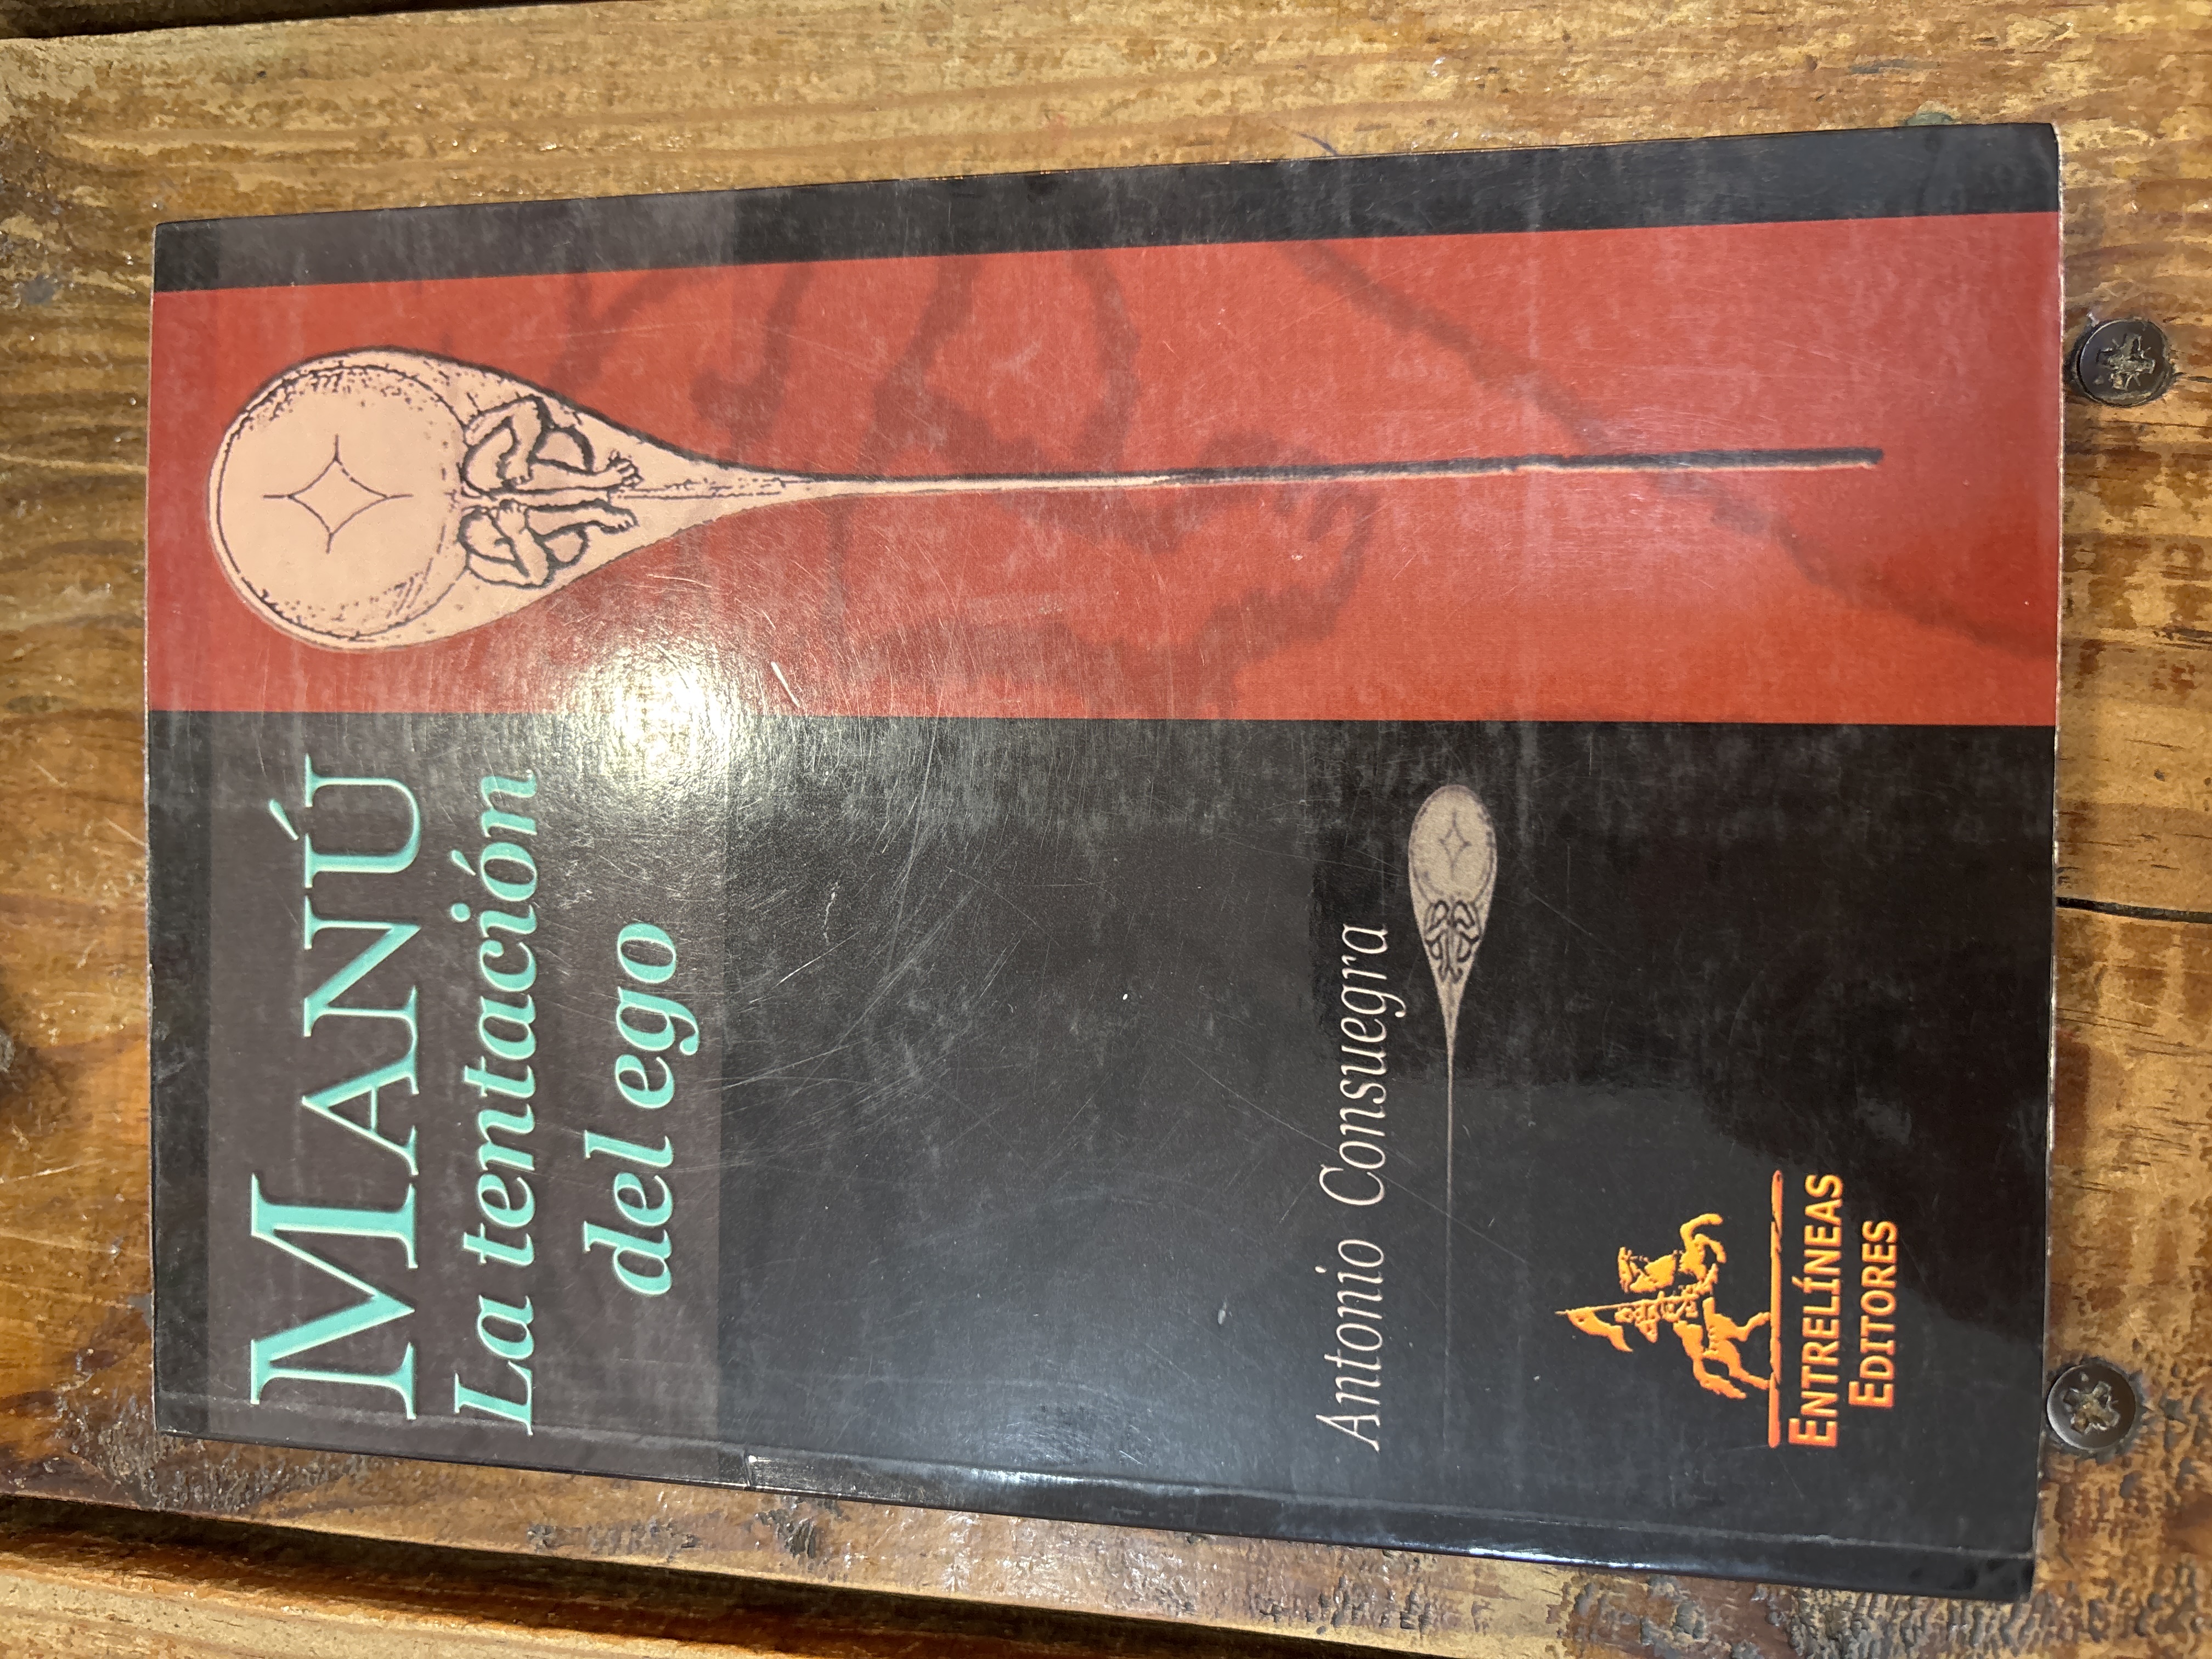 MANÚ
La tentación
del ego
Antonio Consuegra
ENTRELÍNEAS
EDITORES